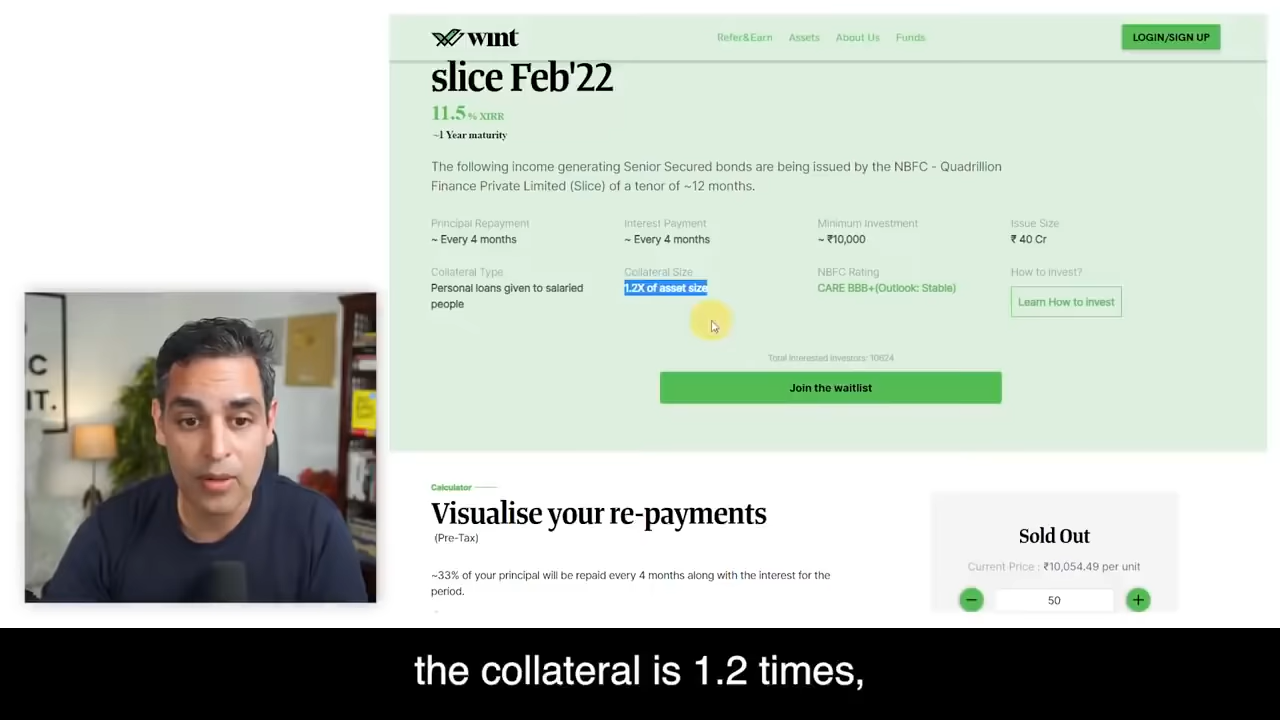 wint
Refer&Earn Assets About Us Funds
LOGIN/SIGN UP
slice Feb'22
11.5% XIRR
~1 Year maturity
The following income generating Senior Secured bonds are being issued by the NBFC - Quadrillion
Finance Private Limited (Slice) of a tenor of ~12 months.
Principal Repayment Interest Payment Minimum Investment Issue Size
~ Every 4 months ~ Every 4 months ~ ₹10,000 ₹ 40 Cr
Collateral Type Collateral Size NBFC Rating How to invest?
Personal loans given to salaried 1.2X of asset size CARE BBB+(Outlook: Stable)
people
Learn How to invest
Total Interested Investors: 10624
Join the waitlist
Calculator
Visualise your re-payments
(Pre-Tax)
~33% of your principal will be repaid every 4 months along with the interest for the
period.
Sold Out
Current Price : ₹10,054.49 per unit
− 50 +
C
IT.
the collateral is 1.2 times,